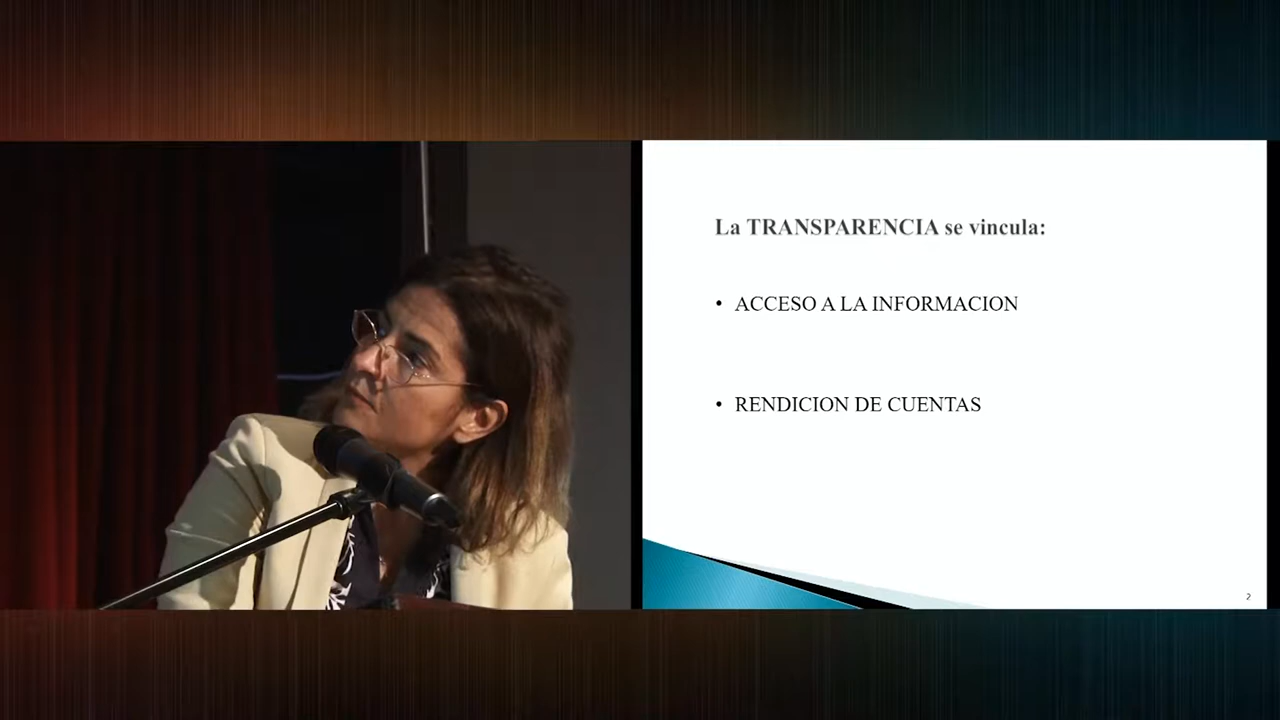 La TRANSPARENCIA se vincula:
• ACCESO A LA INFORMACION
• RENDICION DE CUENTAS
2